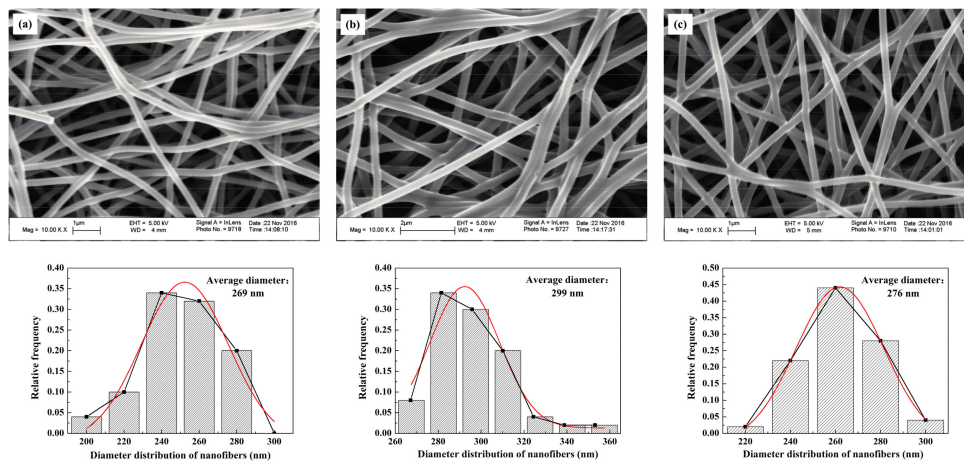 (a)
1μm
Mag = 10.00 K X
EHT = 5.00 kV
WD = 4 mm
Signal A = InLens
Photo No. = 9718
Date :22 Nov 2016
Time :14:09:10
(b)
2μm
Mag = 10.00 K X
EHT = 5.00 kV
WD = 4 mm
Signal A = InLens
Photo No. = 9727
Date :22 Nov 2016
Time :14:17:31
(c)
1μm
Mag = 10.00 K X
EHT = 5.00 kV
WD = 5 mm
Signal A = InLens
Photo No. = 9710
Date :22 Nov 2016
Time :14:01:01
Average diameter:
269 nm
Relative frequency
0.35
0.30
0.25
0.20
0.15
0.10
0.05
0.00
200 220 240 260 280 300
Diameter distribution of nanofibers (nm)
Average diameter:
299 nm
Relative frequency
0.40
0.35
0.30
0.25
0.20
0.15
0.10
0.05
0.00
260 280 300 320 340 360
Diameter distribution of nanofibers (nm)
Average diameter:
276 nm
Relative frequency
0.50
0.45
0.40
0.35
0.30
0.25
0.20
0.15
0.10
0.05
0.00
220 240 260 280 300
Diameter distribution of nanofibers (nm)